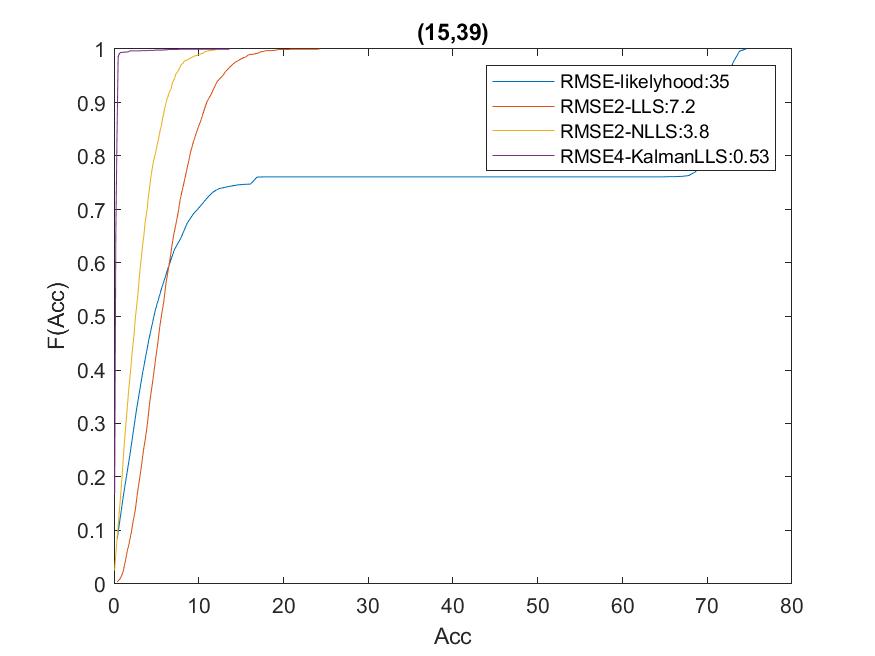 (15,39)
1
0.9
0.8
0.7
0.6
0.5
0.4
0.3
0.2
0.1
0
F(Acc)
RMSE-likelyhood:35
RMSE2-LLS:7.2
RMSE2-NLLS:3.8
RMSE4-KalmanLLS:0.53
0 10 20 30 40 50 60 70 80
Acc